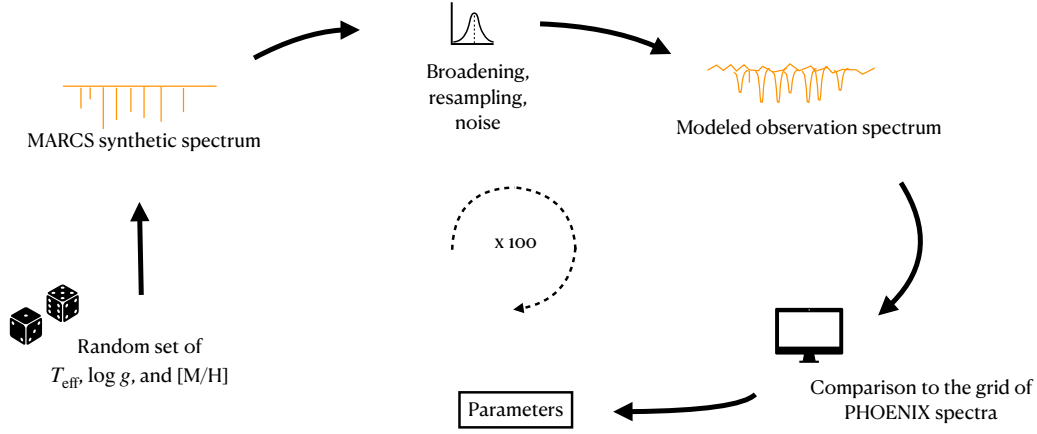 MARCS synthetic spectrum
Broadening,
resampling,
noise
Modeled observation spectrum
x 100
Random set of
T_eff, log g, and [M/H]
Comparison to the grid of
PHOENIX spectra
Parameters